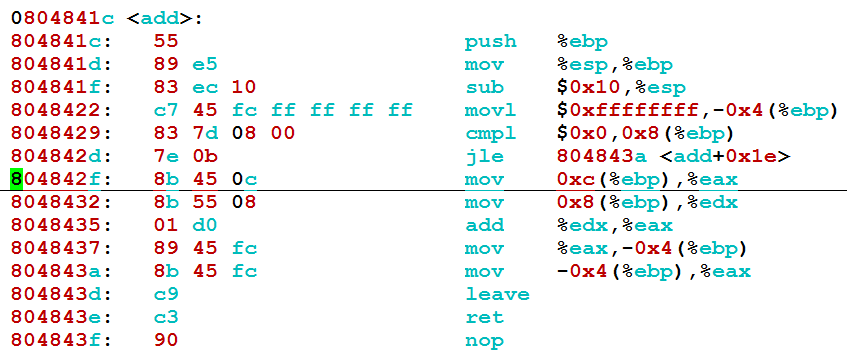 0804841c <add>:
804841c: 55 push %ebp
804841d: 89 e5 mov %esp,%ebp
804841f: 83 ec 10 sub $0x10,%esp
8048422: c7 45 fc ff ff ff ff movl $0xffffffff,-0x4(%ebp)
8048429: 83 7d 08 00 cmpl $0x0,0x8(%ebp)
804842d: 7e 0b jle 804843a <add+0x1e>
804842f: 8b 45 0c mov 0xc(%ebp),%eax
8048432: 8b 55 08 mov 0x8(%ebp),%edx
8048435: 01 d0 add %edx,%eax
8048437: 89 45 fc mov %eax,-0x4(%ebp)
804843a: 8b 45 fc mov -0x4(%ebp),%eax
804843d: c9 leave
804843e: c3 ret
804843f: 90 nop